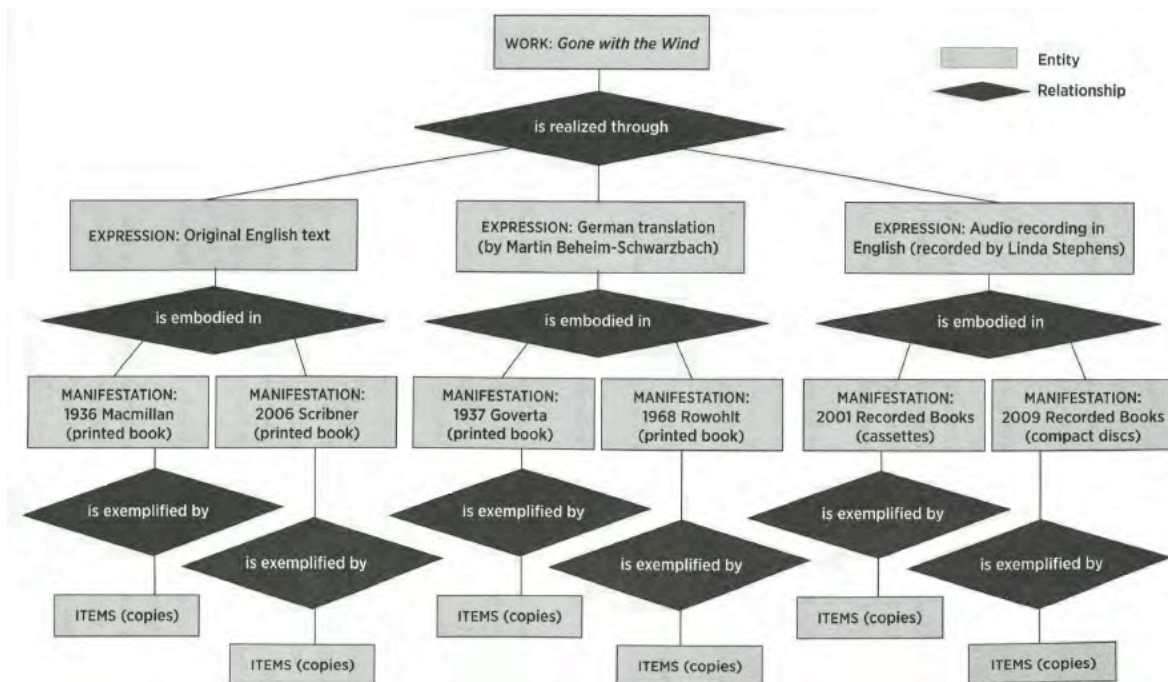 WORK: Gone with the Wind
Entity
Relationship
is realized through
EXPRESSION: Original English text
EXPRESSION: German translation
(by Martin Beheim-Schwarzbach)
EXPRESSION: Audio recording in
English (recorded by Linda Stephens)
is embodied in
is embodied in
is embodied in
MANIFESTATION:
1936 Macmillan
(printed book)
MANIFESTATION:
2006 Scribner
(printed book)
MANIFESTATION:
1937 Goverta
(printed book)
MANIFESTATION:
1968 Rowohlt
(printed book)
MANIFESTATION:
2001 Recorded Books
(cassettes)
MANIFESTATION:
2009 Recorded Books
(compact discs)
is exemplified by
is exemplified by
is exemplified by
is exemplified by
is exemplified by
is exemplified by
ITEMS (copies)
ITEMS (copies)
ITEMS (copies)
ITEMS (copies)
ITEMS (copies)
ITEMS (copies)